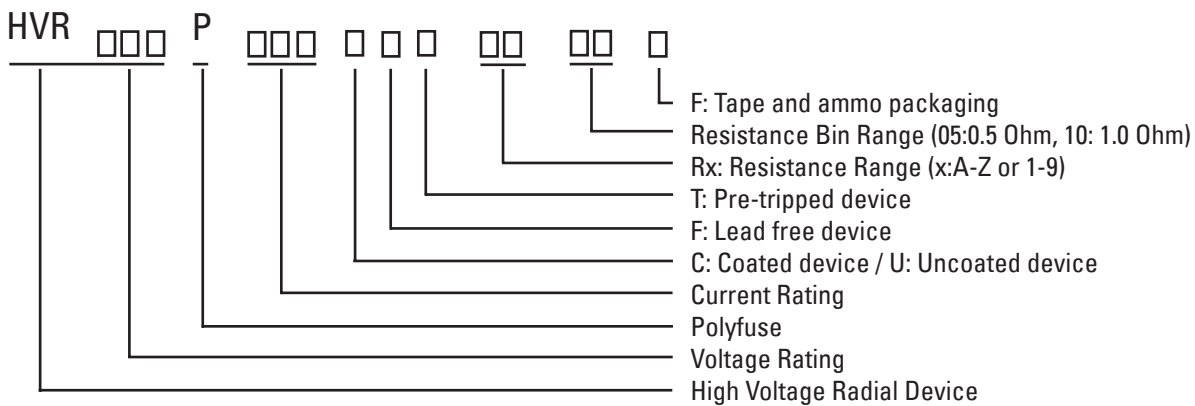 HVR □□□ P □□□ □ □ □ □□ □□ □
F: Tape and ammo packaging
Resistance Bin Range (05:0.5 Ohm, 10: 1.0 Ohm)
Rx: Resistance Range (x:A-Z or 1-9)
T: Pre-tripped device
F: Lead free device
C: Coated device / U: Uncoated device
Current Rating
Polyfuse
Voltage Rating
High Voltage Radial Device